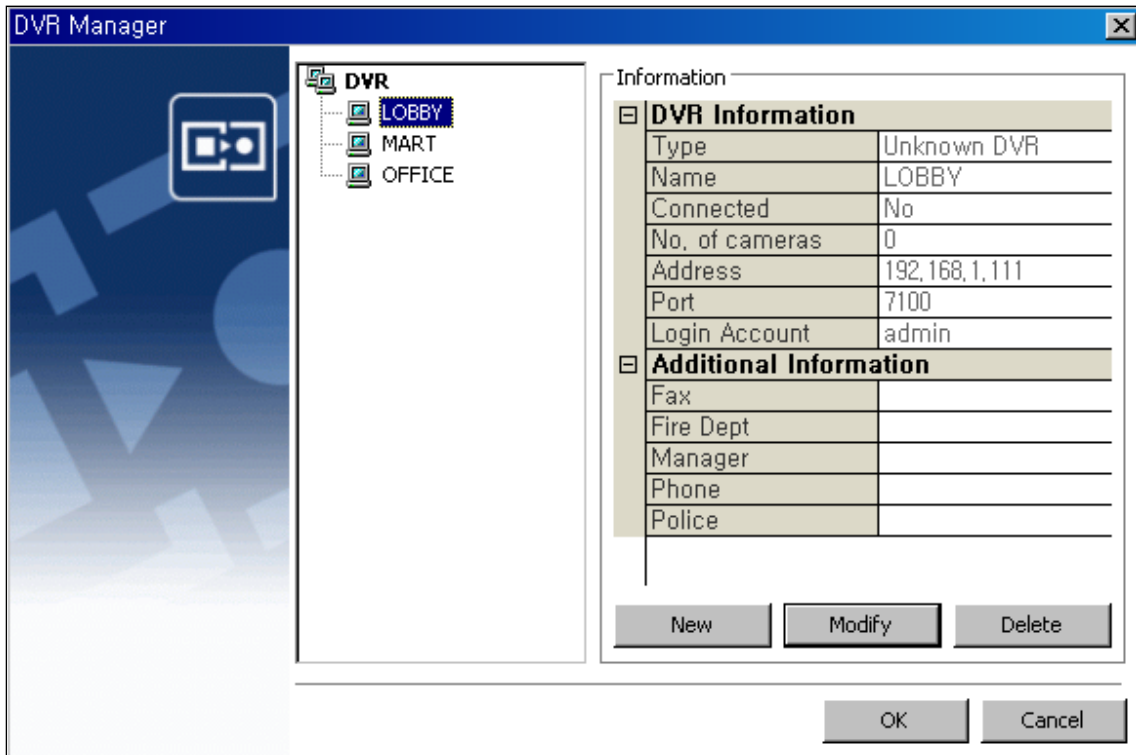 DVR Manager
DVR
LOBBY
MART
OFFICE
Information
DVR Information
Type Unknown DVR
Name LOBBY
Connected No
No. of cameras 0
Address 192.168.1.111
Port 7100
Login Account admin
Additional Information
Fax
Fire Dept
Manager
Phone
Police
New Modify Delete
OK Cancel